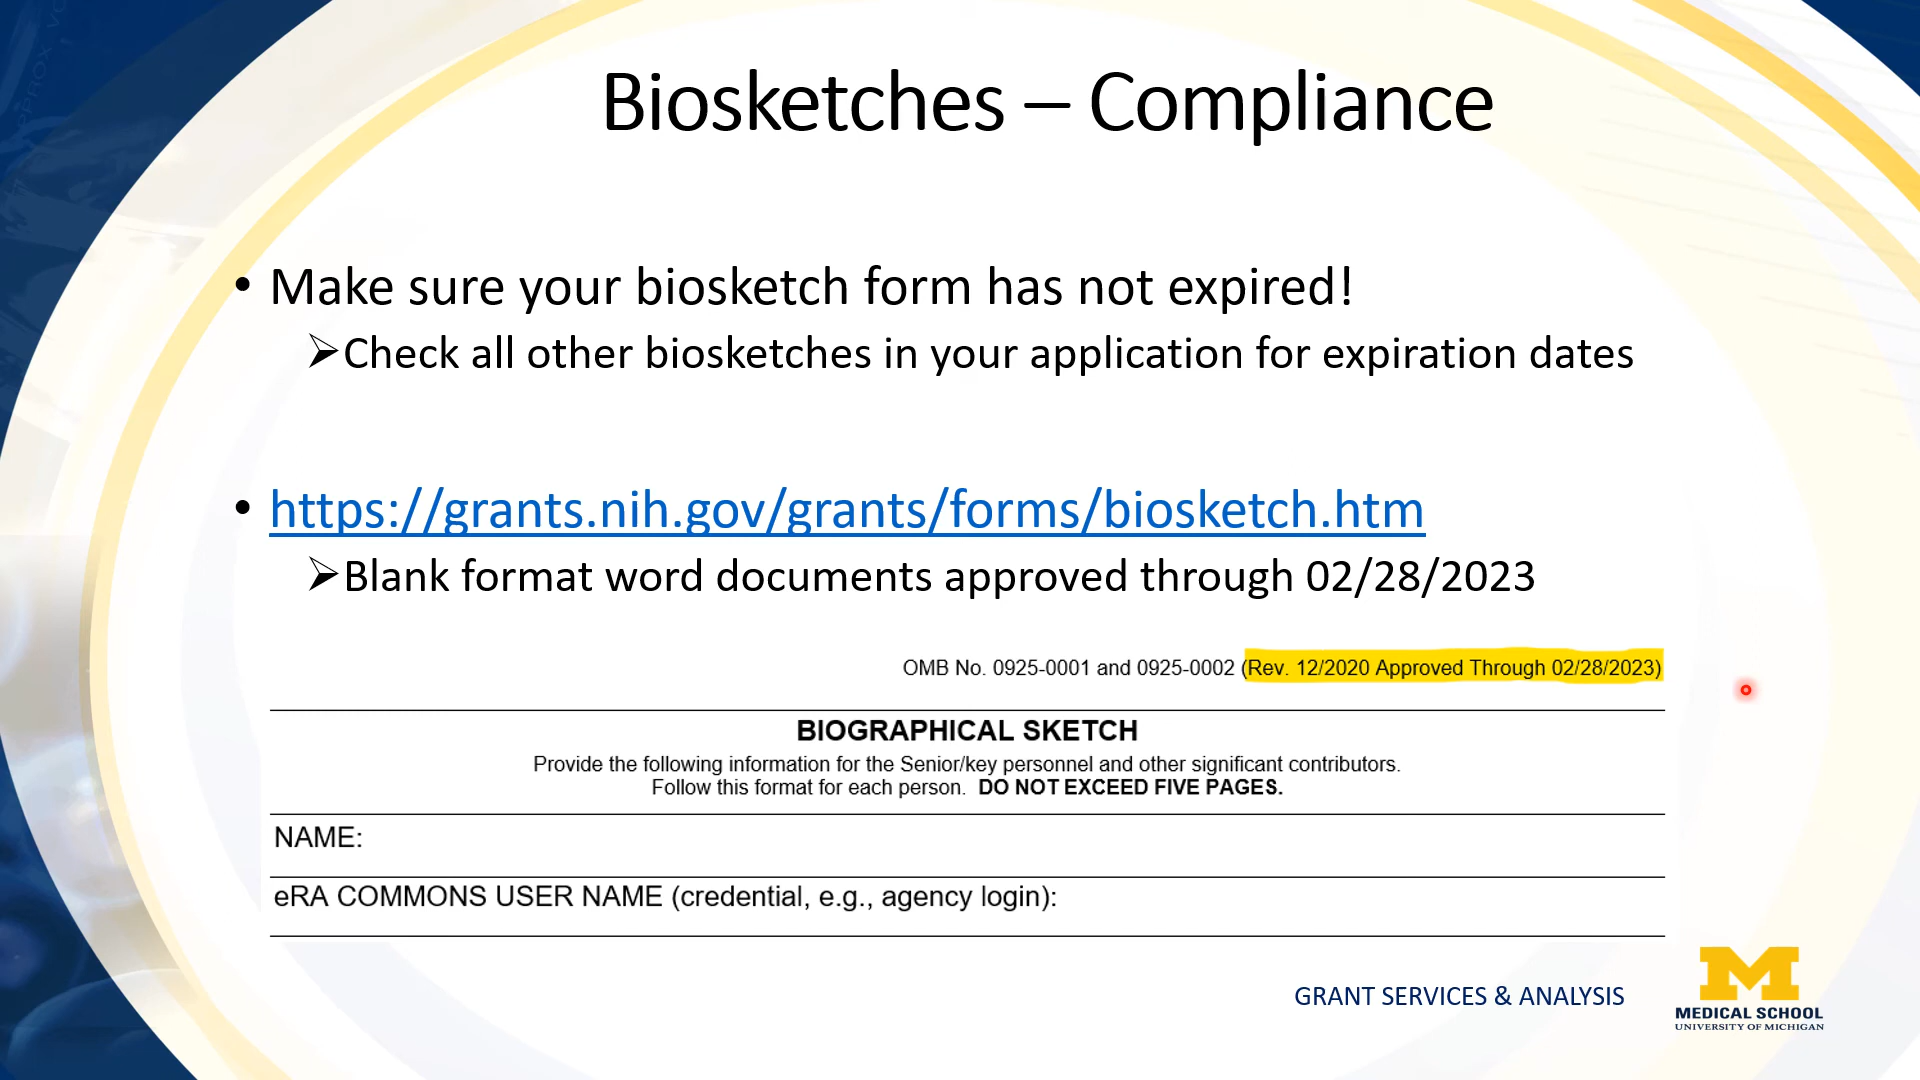 Biosketches – Compliance
• Make sure your biosketch form has not expired!
➢Check all other biosketches in your application for expiration dates
• https://grants.nih.gov/grants/forms/biosketch.htm
➢Blank format word documents approved through 02/28/2023
OMB No. 0925-0001 and 0925-0002 (Rev. 12/2020 Approved Through 02/28/2023)
BIOGRAPHICAL SKETCH
Provide the following information for the Senior/key personnel and other significant contributors.
Follow this format for each person. DO NOT EXCEED FIVE PAGES.
NAME:
eRA COMMONS USER NAME (credential, e.g., agency login):
GRANT SERVICES & ANALYSIS
M
MEDICAL SCHOOL
UNIVERSITY OF MICHIGAN